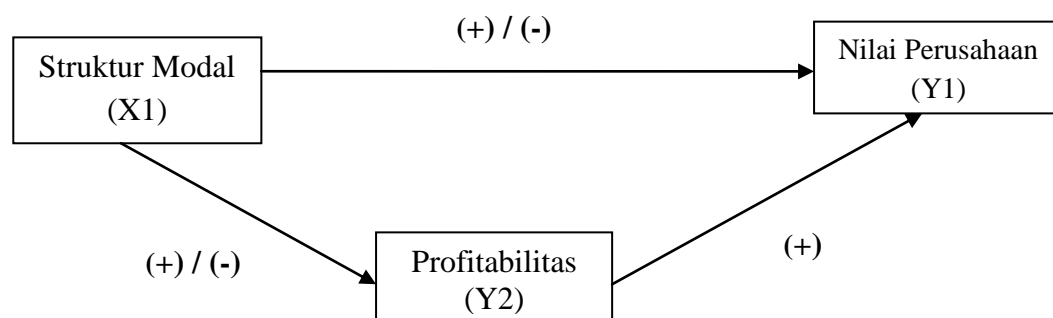 (+) / (-)
Struktur Modal
(X1)
Nilai Perusahaan
(Y1)
(+) / (-)
Profitabilitas
(Y2)
(+)